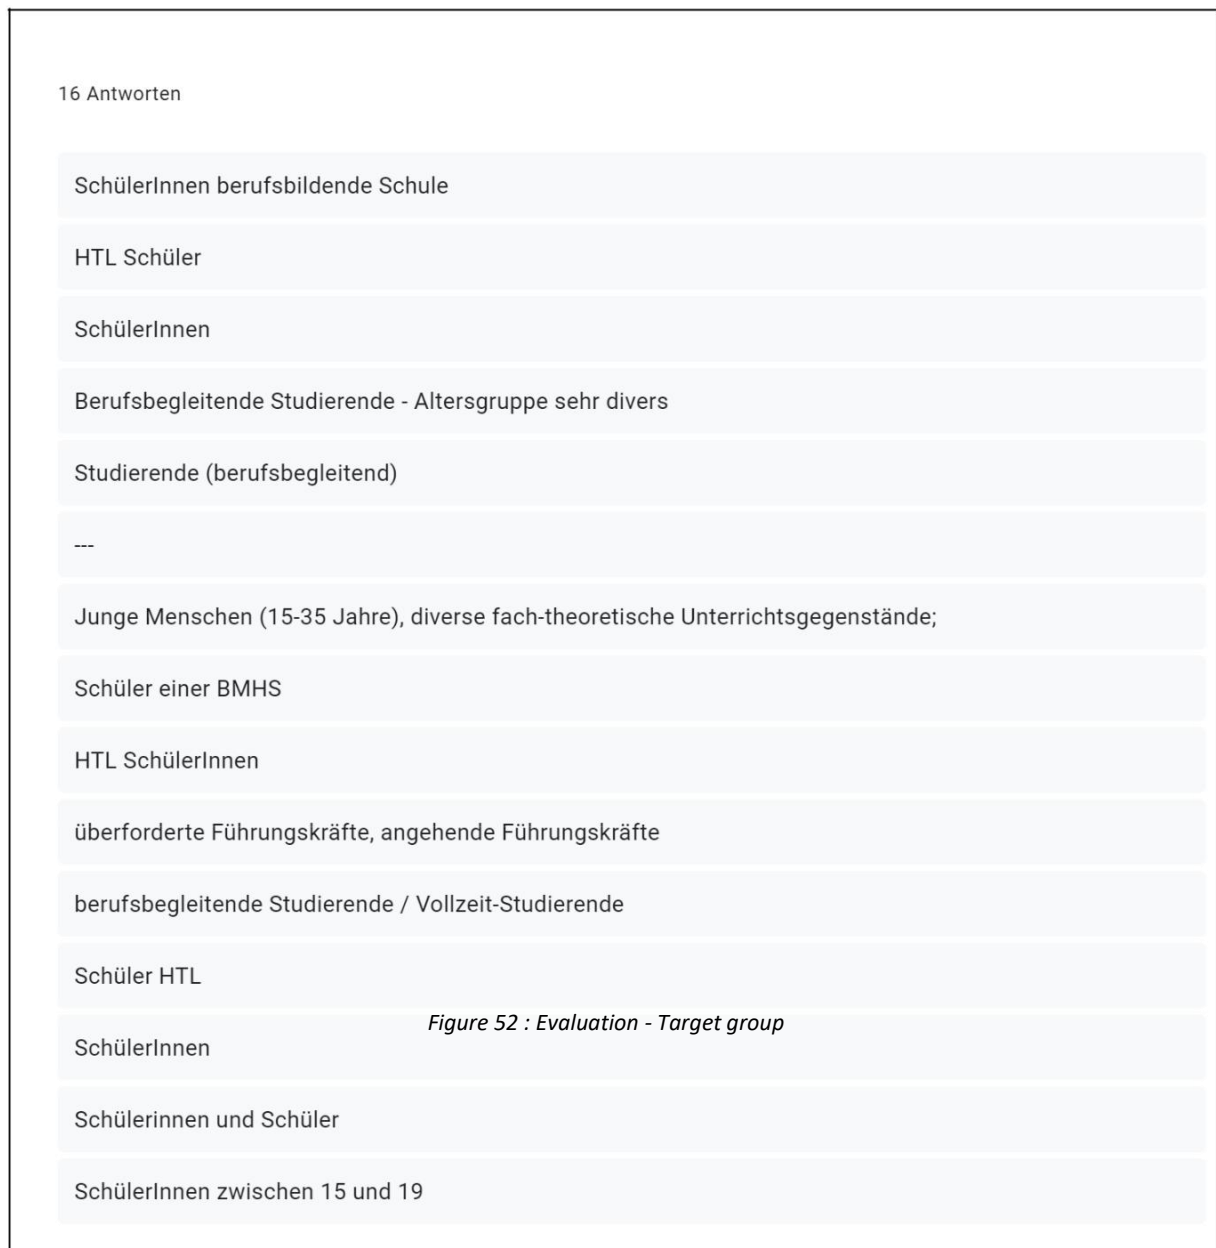 16 Antworten
SchülerInnen berufsbildende Schule
HTL Schüler
SchülerInnen
Berufsbegleitende Studierende - Altersgruppe sehr divers
Studierende (berufsbegleitend)
---
Junge Menschen (15-35 Jahre), diverse fach-theoretische Unterrichtsgegenstände;
Schüler einer BMHS
HTL SchülerInnen
überforderte Führungskräfte, angehende Führungskräfte
berufsbegleitende Studierende / Vollzeit-Studierende
Schüler HTL
Figure 52 : Evaluation - Target group
SchülerInnen
Schülerinnen und Schüler
SchülerInnen zwischen 15 und 19